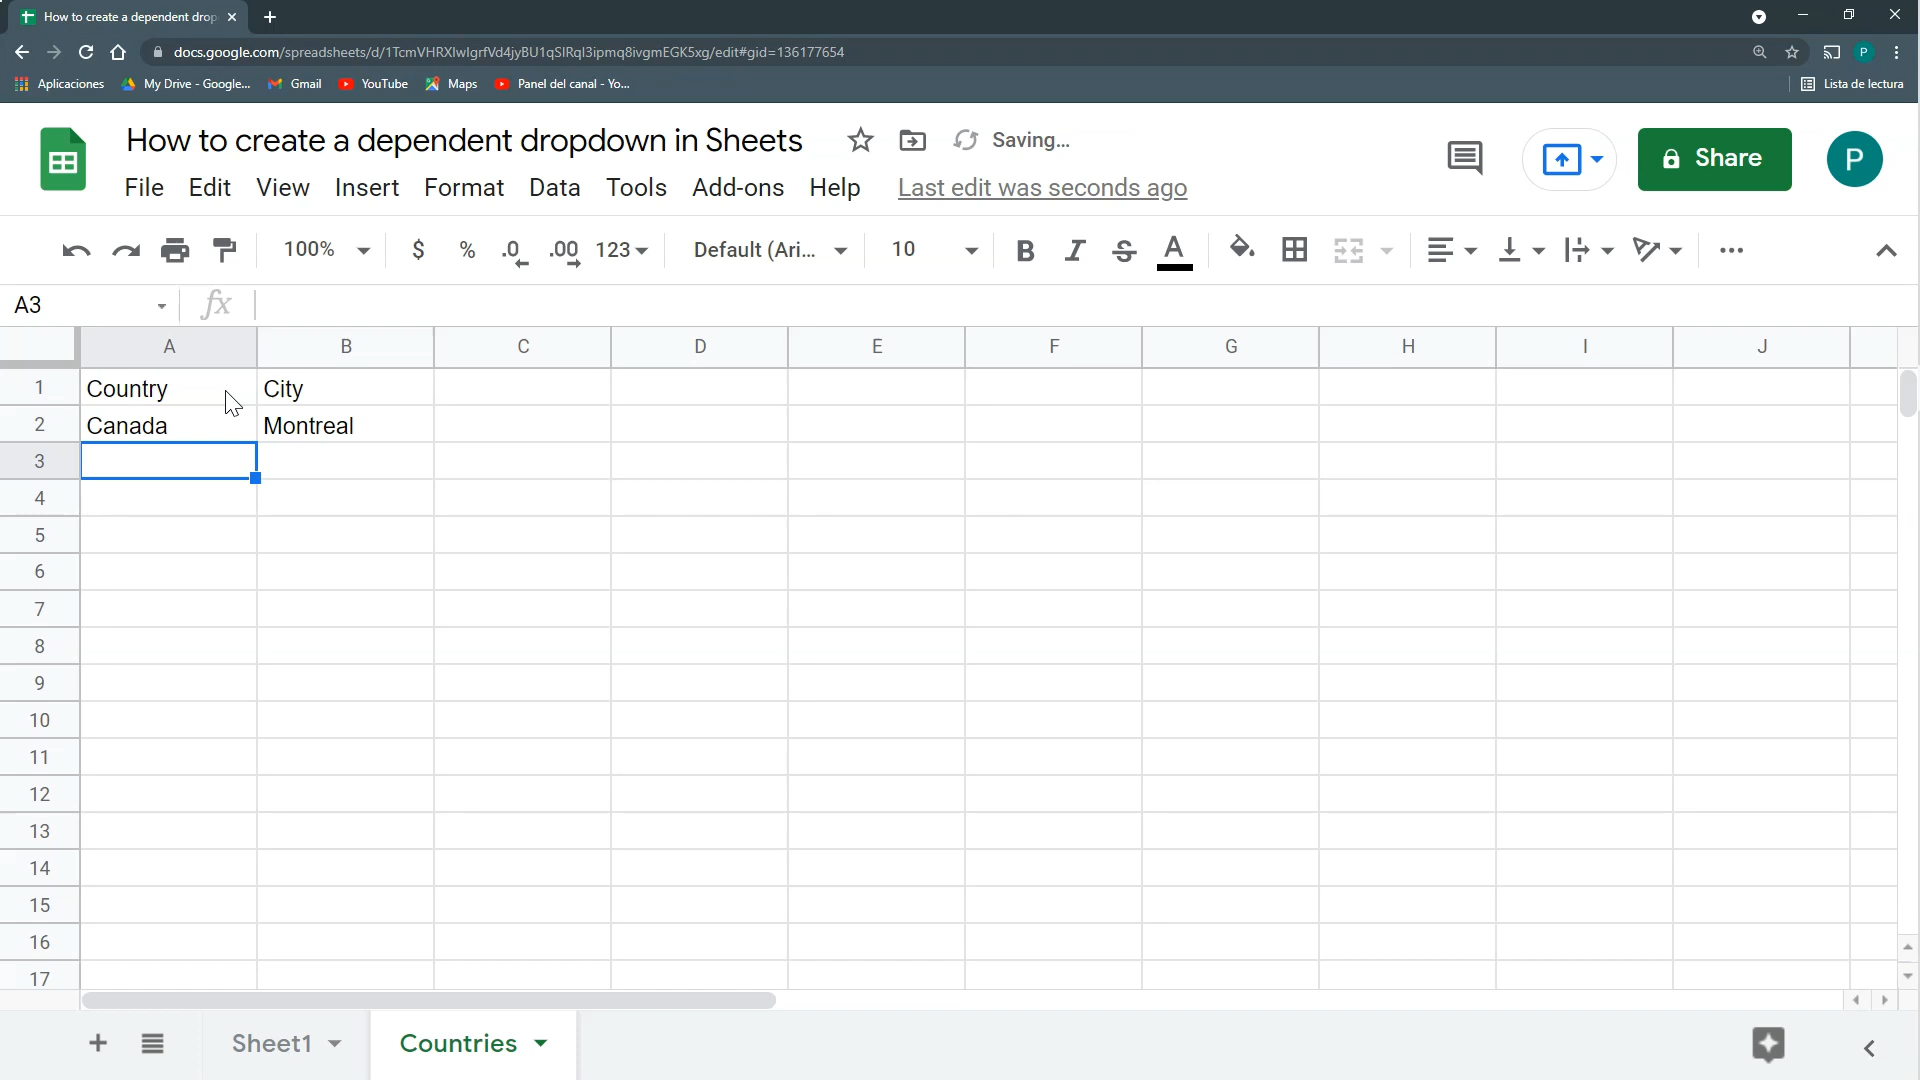 How to create a dependent drop
docs.google.com/spreadsheets/d/1TcmVHRXIwIgrfVd4jyBU1qSIRqI3ipmq8ivgmEGK5xg/edit#gid=136177654
P
Aplicaciones
My Drive - Google...
Gmail
YouTube
Maps
Panel del canal - Yo...
Lista de lectura
How to create a dependent dropdown in Sheets
Saving...
Share
P
File Edit View Insert Format Data Tools Add-ons Help Last edit was seconds ago
100% $ % .0 .00 123 Default (Ari... 10 B I S A
A3 fx
A B C D E F G H I J
1 Country City
2 Canada Montreal
3
4
5
6
7
8
9
10
11
12
13
14
15
16
17
Sheet1 Countries